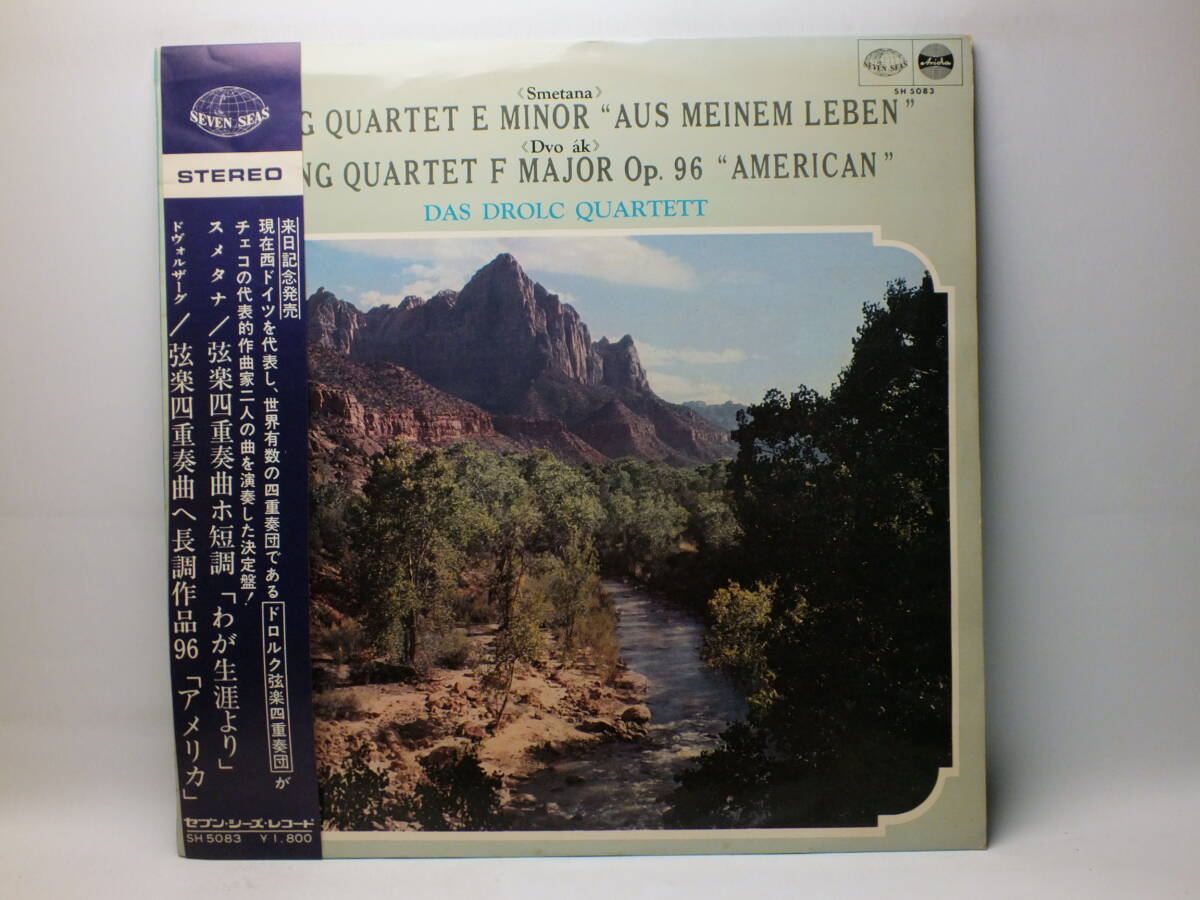 SEVEN SEAS
STEREO
来日記念発売
現在西ドイツを代表し、世界有数の四重奏団であるドロルク弦楽四重奏団が
チェコの代表的作曲家二人の曲を演奏した決定盤!
スメタナ/弦楽四重奏曲ホ短調「わが生涯より」
ドヴォルザーク/弦楽四重奏曲ヘ長調作品96「アメリカ」
セブン・シーズ・レコード
SH 5083 ¥1,800
《Smetana》
G QUARTET E MINOR “AUS MEINEM LEBEN”
《Dvo ák》
NG QUARTET F MAJOR Op. 96 “AMERICAN”
DAS DROLC QUARTETT
SEVEN SEAS
Ariola
SH 5083